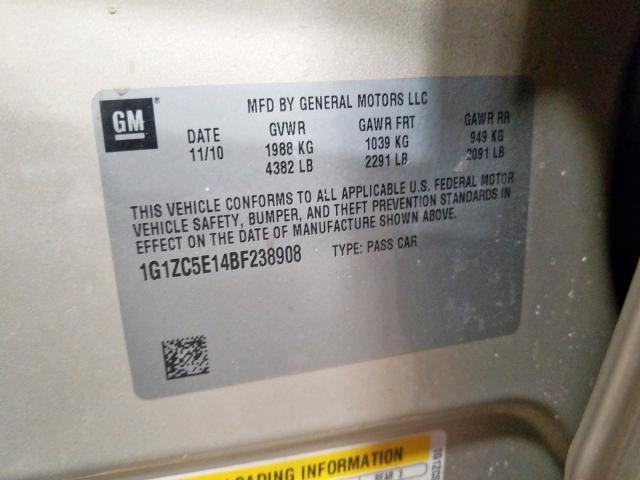 GM
®
MFD BY GENERAL MOTORS LLC
DATE GVWR GAWR FRT GAWR RR
11/10 1988 KG 1039 KG 949 KG
4382 LB 2291 LB 2091 LB
THIS VEHICLE CONFORMS TO ALL APPLICABLE U.S. FEDERAL MOTOR
VEHICLE SAFETY, BUMPER, AND THEFT PREVENTION STANDARDS IN
EFFECT ON THE DATE OF MANUFACTURE SHOWN ABOVE.
1G1ZC5E14BF238908 TYPE: PASS CAR
LOADING INFORMATION
REAR
1G1ZC5